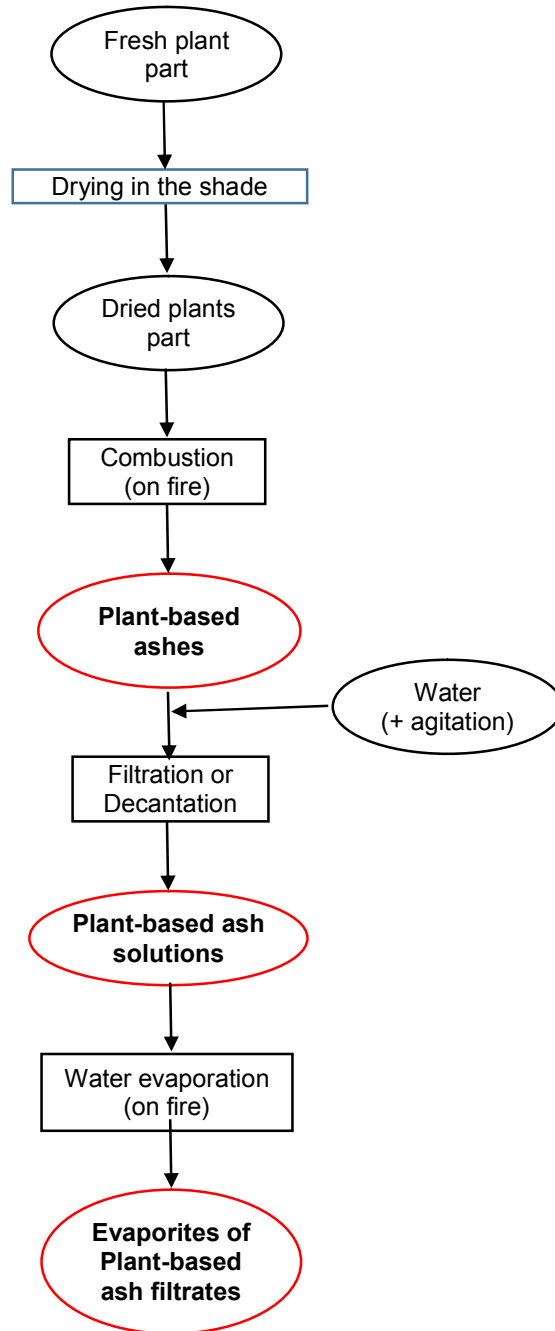 Fresh plant
part
Drying in the shade
Dried plants
part
Combustion
(on fire)
Plant-based
ashes
Water
(+ agitation)
Filtration or
Decantation
Plant-based ash
solutions
Water evaporation
(on fire)
Evaporites of
Plant-based
ash filtrates